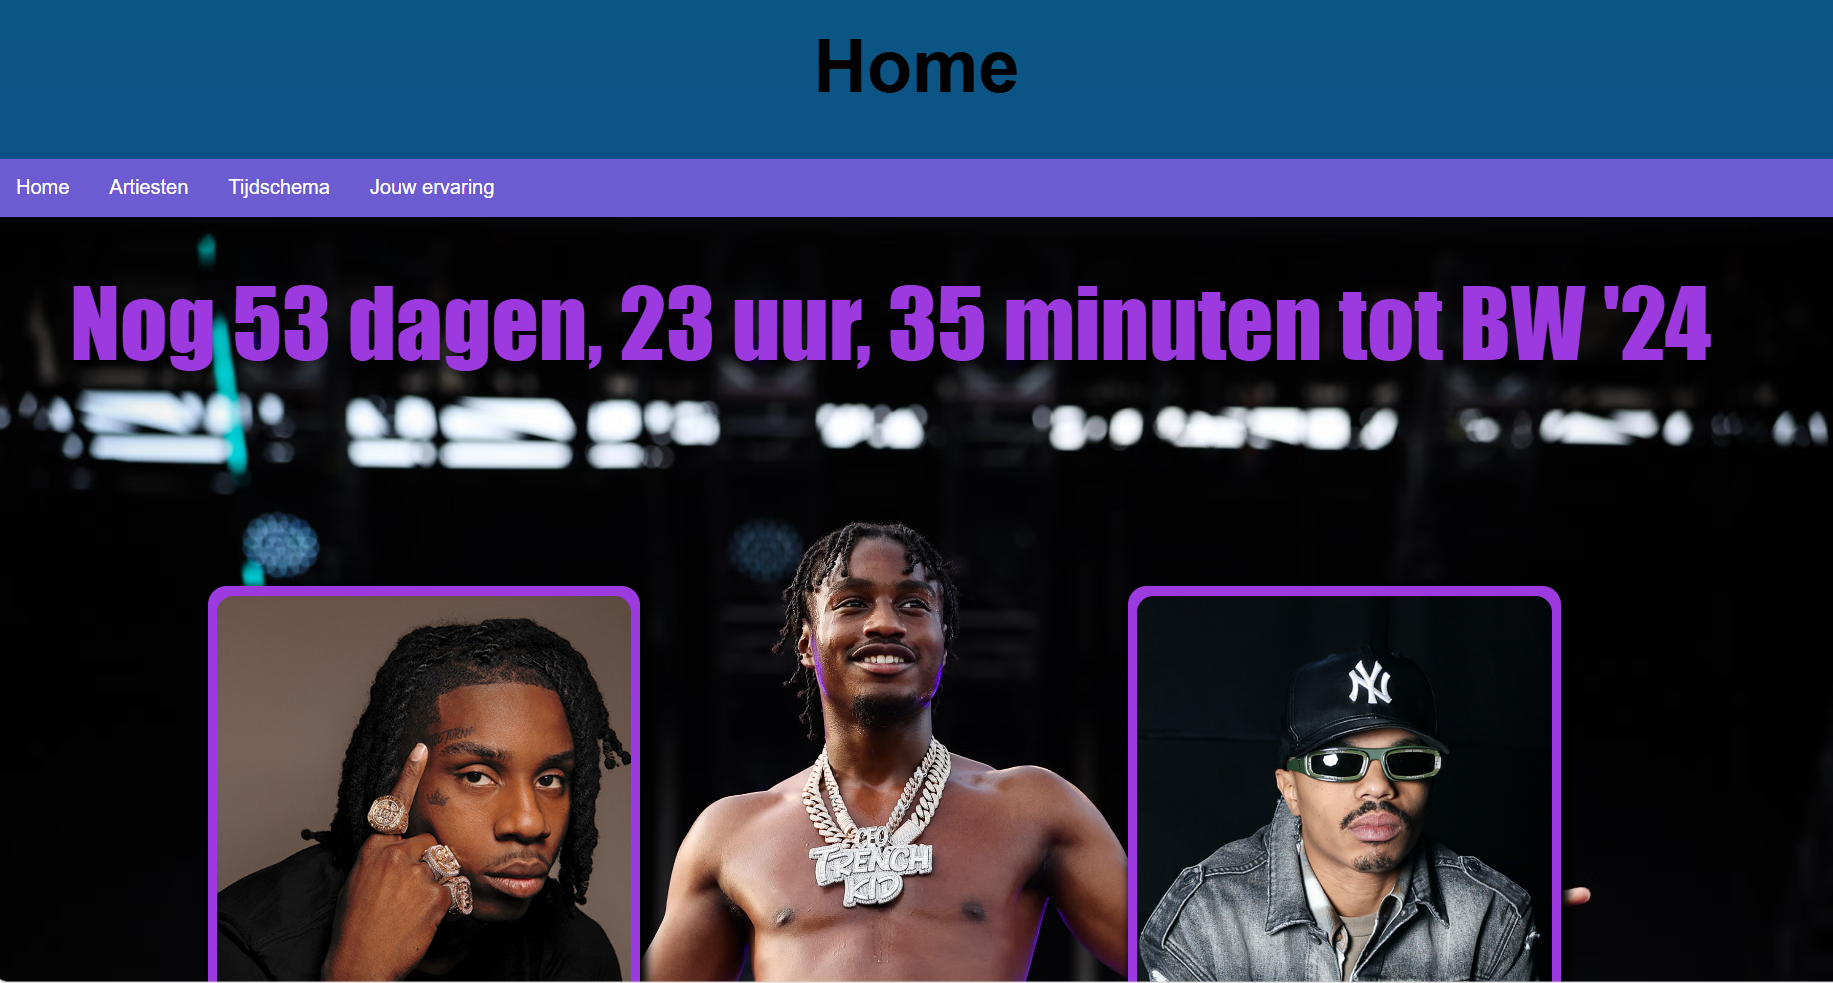 Home
Home Artiesten Tijdschema Jouw ervaring
Nog 53 dagen, 23 uur, 35 minuten tot BW '24
NY
CEO
TRENCH
KID